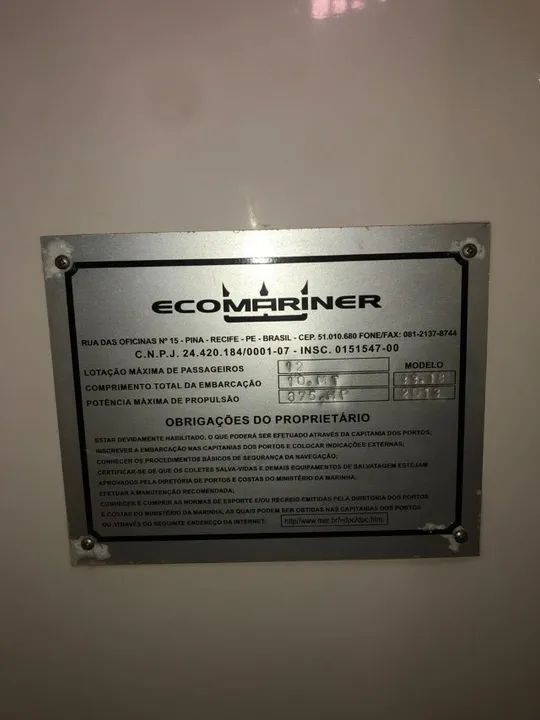 ECOMARINER
RUA DAS OFICINAS Nº 15 - PINA - RECIFE - PE - BRASIL - CEP. 51.010.680 FONE/FAX: 081-2137-8744
C.N.P.J. 24.420.184/0001-07 - INSC. 0151547-00
LOTAÇÃO MÁXIMA DE PASSAGEIROS 12 MODELO
COMPRIMENTO TOTAL DA EMBARCAÇÃO 10.MT
POTÊNCIA MÁXIMA DE PROPULSÃO
OBRIGAÇÕES DO PROPRIETÁRIO
ESTAR DEVIDAMENTE HABILITADO, O QUE PODERÁ SER EFETUADO ATRAVÉS DA CAPITANIA DOS PORTOS;
INSCREVER A EMBARCAÇÃO NAS CAPITANIAS DOS PORTOS E COLOCAR INDICAÇÕES EXTERNAS;
CONHECER OS PROCEDIMENTOS BÁSICOS DE SEGURANÇA DA NAVEGAÇÃO;
CERTIFICAR-SE DE QUE OS COLETES SALVA-VIDAS E DEMAIS EQUIPAMENTOS DE SALVATAGEM ESTEJAM
APROVADOS PELA DIRETORIA DE PORTOS E COSTAS DO MINISTÉRIO DA MARINHA;
EFETUAR A MANUTENÇÃO RECOMENDADA;
CONHECER E CUMPRIR AS NORMAS DE ESPORTE E/OU RECREIO EMITIDAS PELA DIRETORIA DOS PORTOS
E COSTAS DO MINISTÉRIO DA MARINHA, AS QUAIS PODEM SER OBTIDAS NAS CAPITANIAS DOS PORTOS
OU ATRAVÉS DO SEGUINTE ENDEREÇO DA INTERNET: